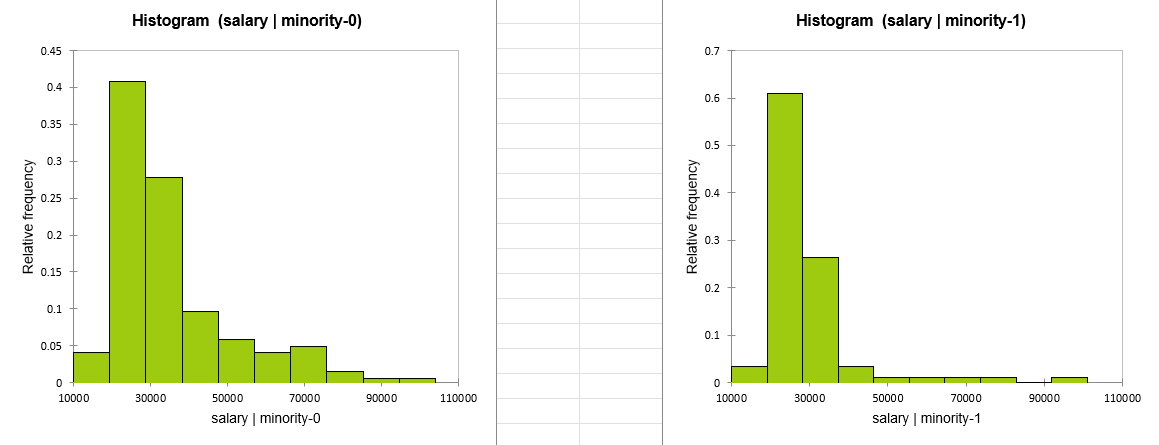 Histogram (salary | minority-0)
0.45
0.4
0.35
0.3
0.25
0.2
0.15
0.1
0.05
0
Relative frequency
10000 30000 50000 70000 90000 110000
salary | minority-0
Histogram (salary | minority-1)
0.7
0.6
0.5
0.4
0.3
0.2
0.1
0
Relative frequency
10000 30000 50000 70000 90000 110000
salary | minority-1